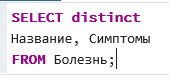 SELECT distinct
Название, Симптомы
FROM Болезнь;